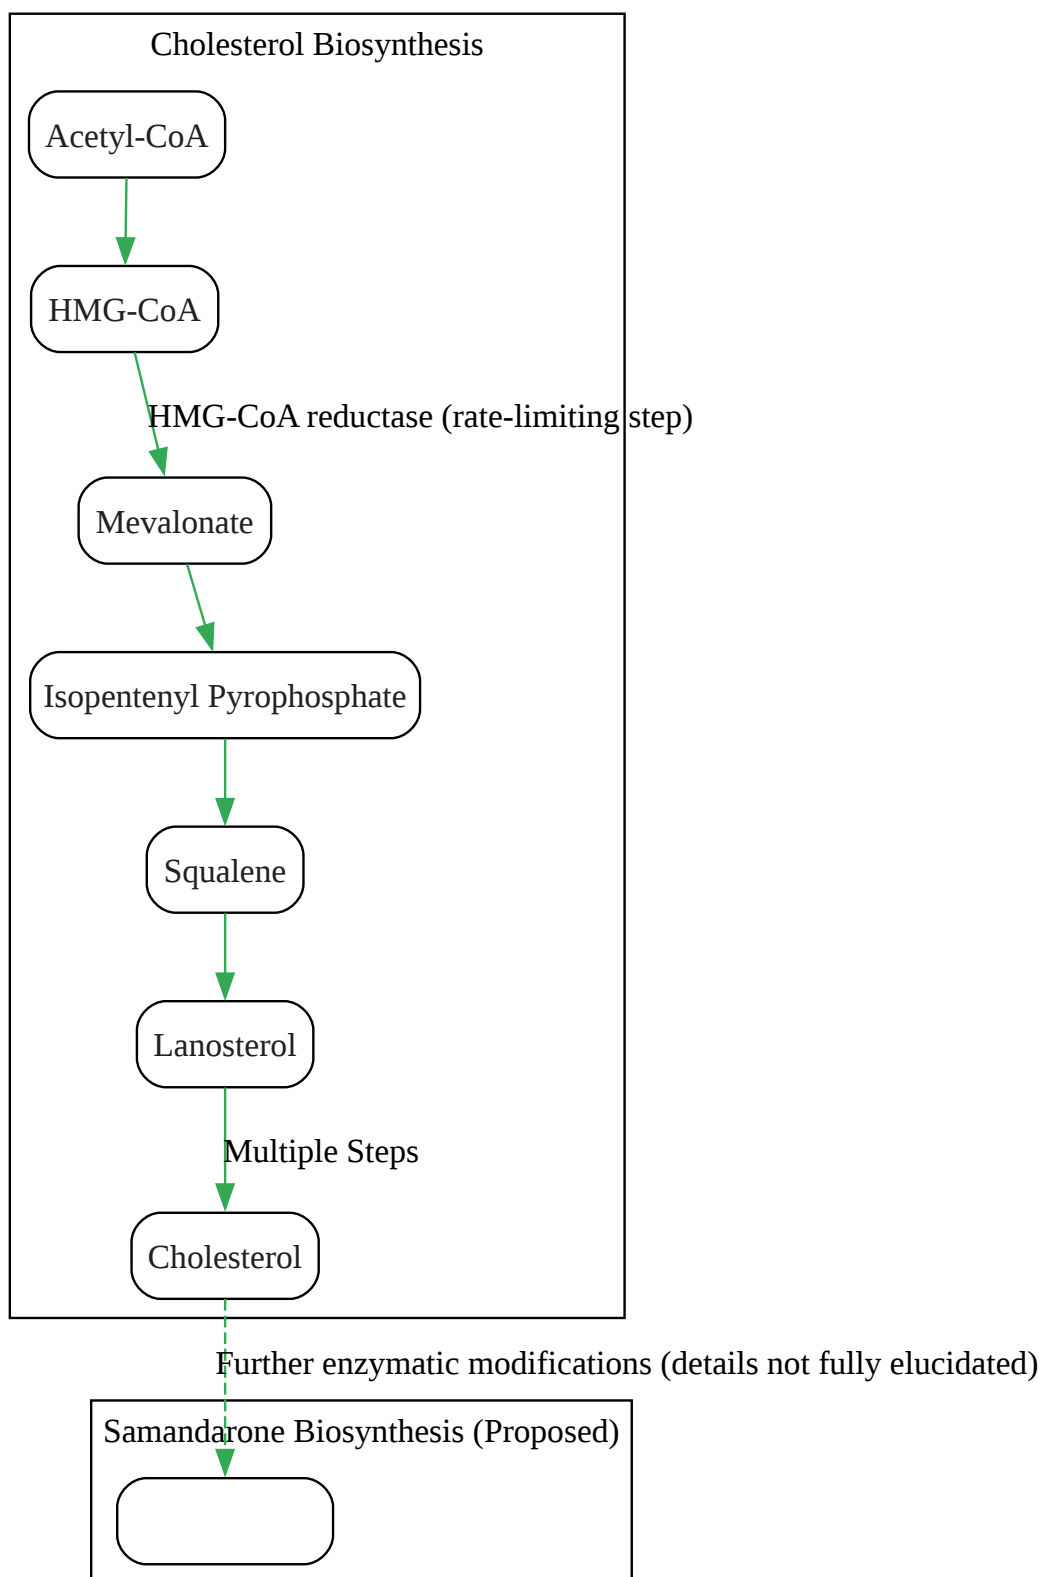 Cholesterol Biosynthesis
Acetyl-CoA
HMG-CoA
HMG-CoA reductase (rate-limiting step)
Mevalonate
Isopentenyl Pyrophosphate
Squalene
Lanosterol
Multiple Steps
Cholesterol
Further enzymatic modifications (details not fully elucidated)
Samandarone Biosynthesis (Proposed)